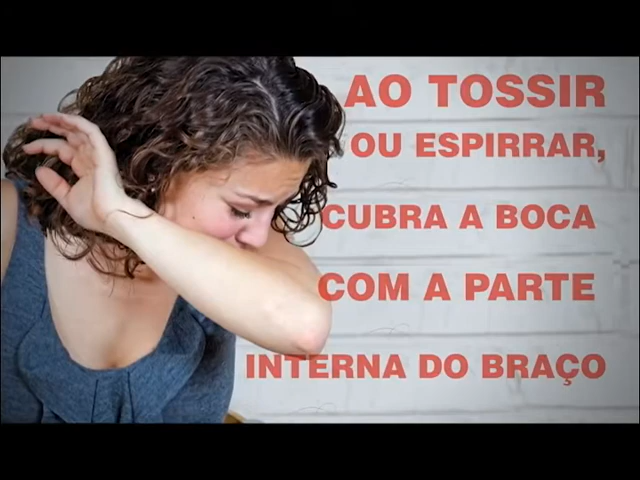 AO TOSSIR
OU ESPIRRAR,
CUBRA A BOCA
COM A PARTE
INTERNA DO BRAÇO